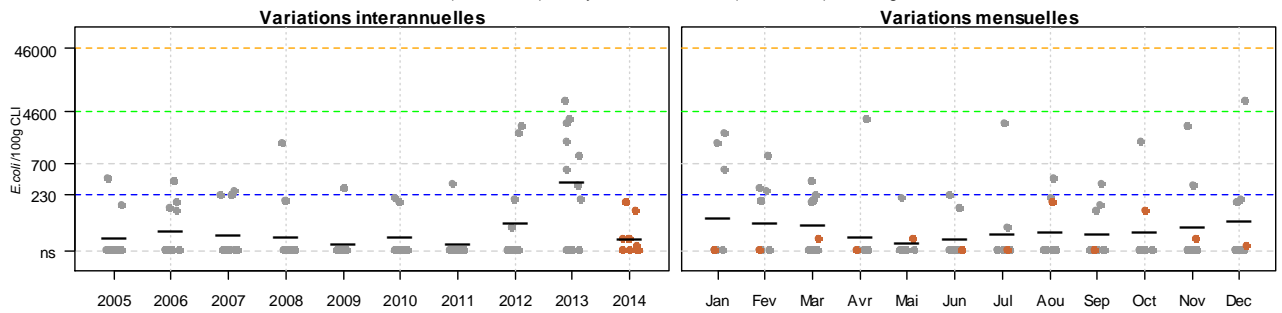 Variations interannuelles
Variations mensuelles
E.coli/100g CLI
46000
4600
700
230
ns
2005 2006 2007 2008 2009 2010 2011 2012 2013 2014
Jan Fev Mar Avr Mai Jun Jul Aou Sep Oct Nov Dec